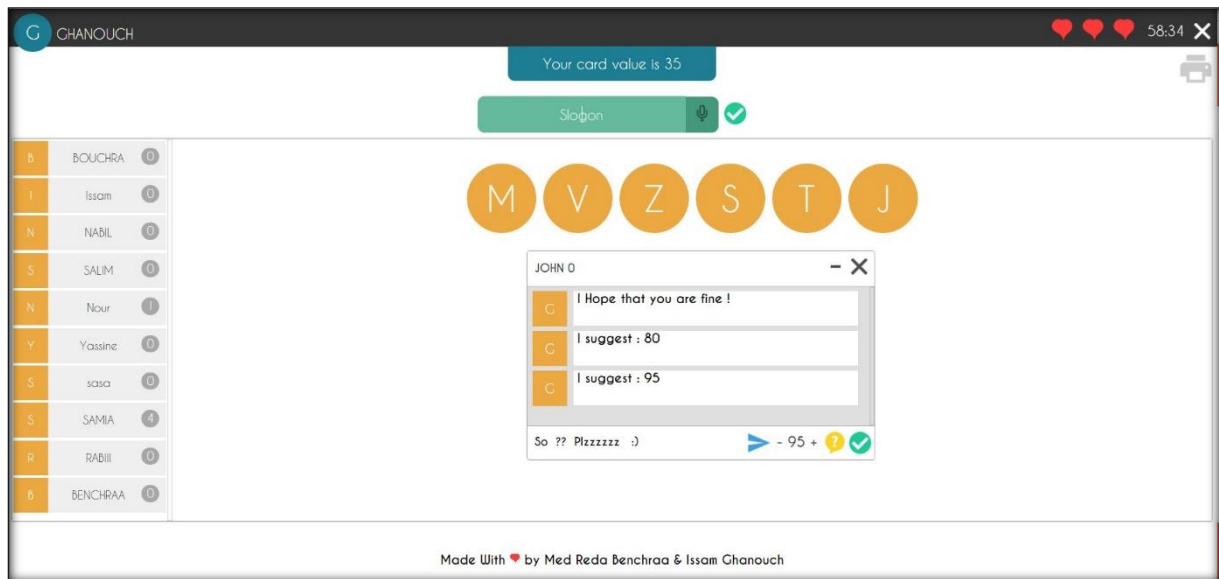 G GHANOUCH 58:34
Your card value is 35
Slogon
B BOUCHRA 0
I Issam 0
N NABIL 0
S SALIM 0
N Nour 1
Y Yassine 0
S sasa 0
S SAMIA 4
R RABIII 0
B BENCHRAA 0
M V Z S T J
JOHN 0
G I Hope that you are fine !
G I suggest : 80
G I suggest : 95
So ?? Plzzzzzz :) - 95 + ?
Made With by Med Reda Benchraa & Issam Ghanouch